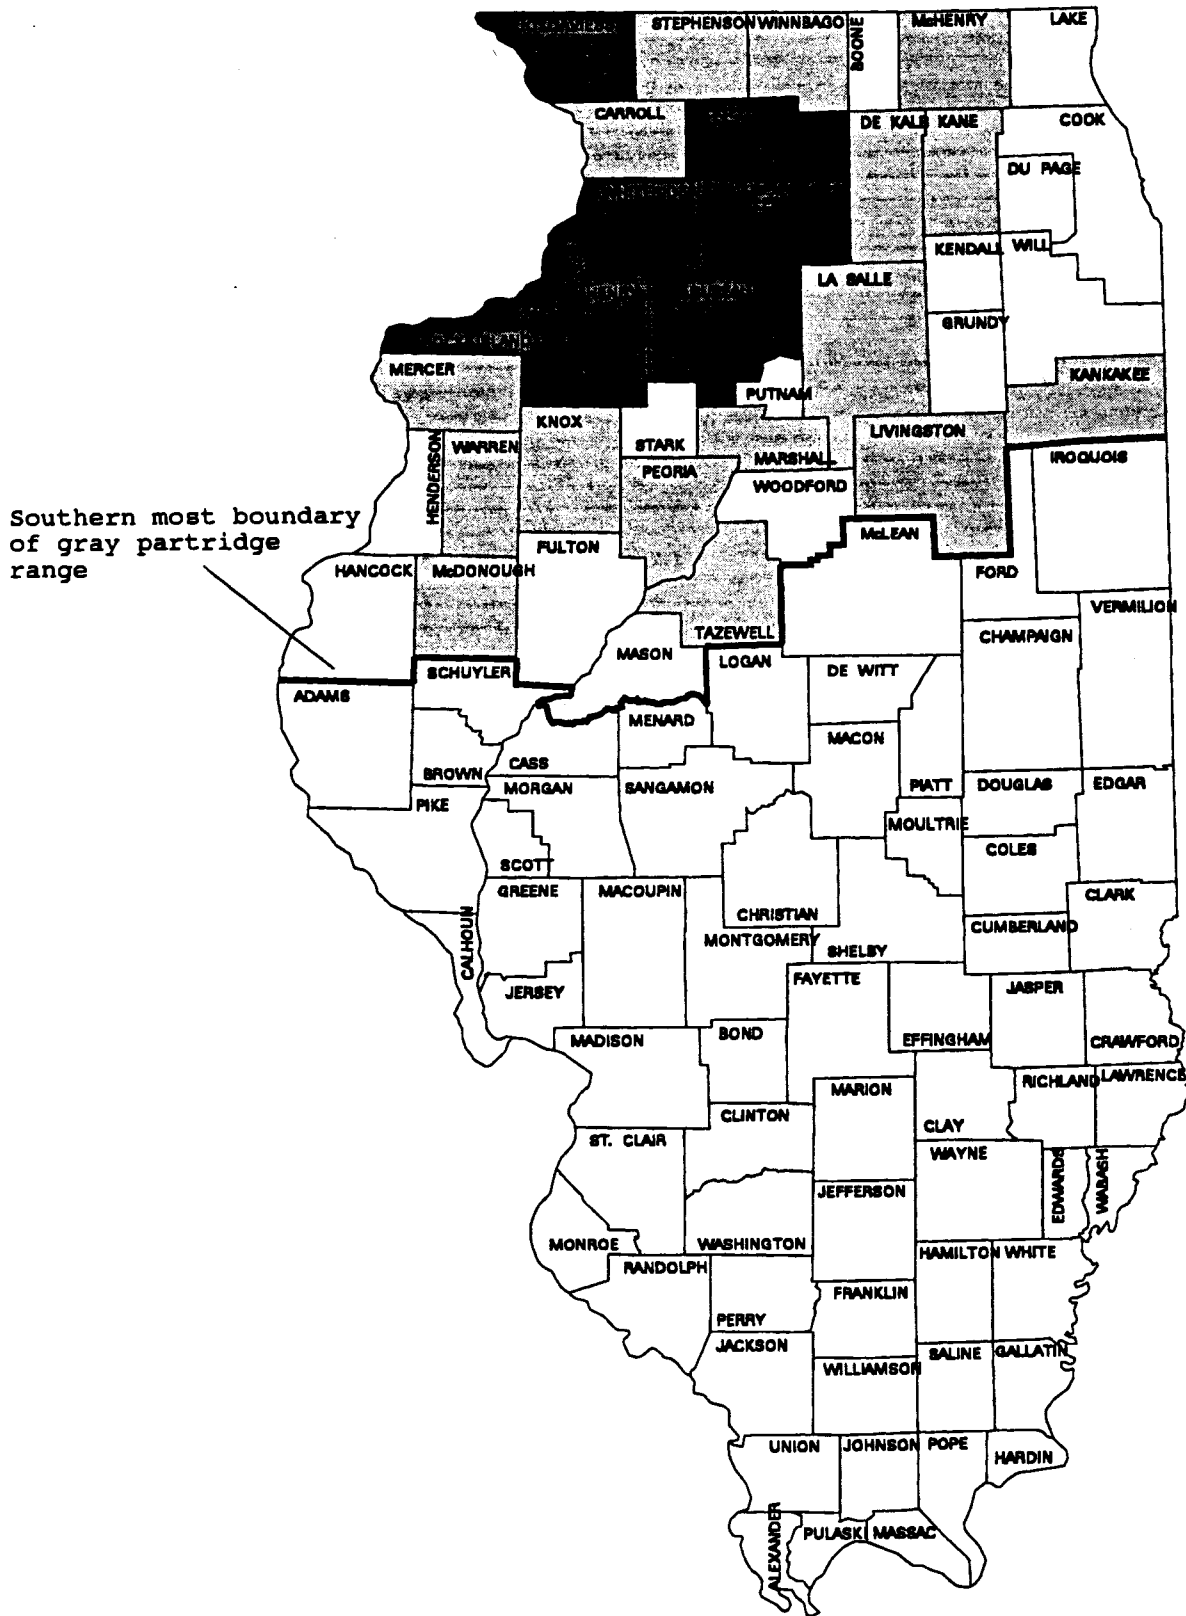 STEPHENSON
WINNBAGO
BOONE
McHENRY
LAKE
CARROLL
DE KALB
KANE
COOK
DU PAGE
KENDALL
WILL
LA SALLE
GRUNDY
MERCER
KANKAKEE
PUTNAM
KNOX
HENDERSON
WARREN
STARK
MARSHALL
LIVINGSTON
IROQUOIS
PEORIA
WOODFORD
Southern most boundary
of gray partridge
range
FULTON
McLEAN
HANCOCK
McDONOUGH
FORD
VERMILION
TAZEWELL
CHAMPAIGN
MASON
LOGAN
DE WITT
SCHUYLER
ADAMS
MENARD
MACON
CASS
BROWN
MORGAN
SANGAMON
PIATT
DOUGLAS
EDGAR
PIKE
MOULTRIE
COLES
SCOTT
GREENE
MACOUPIN
CLARK
CHRISTIAN
CUMBERLAND
CALHOUN
MONTGOMERY
SHELBY
JERSEY
FAYETTE
JASPER
MADISON
BOND
EFFINGHAM
CRAWFORD
RICHLAND
LAWRENCE
MARION
CLINTON
CLAY
ST. CLAIR
WAYNE
EDWARDS
WABASH
JEFFERSON
MONROE
WASHINGTON
HAMILTON
WHITE
RANDOLPH
FRANKLIN
PERRY
JACKSON
SALINE
GALLATIN
WILLIAMSON
UNION
JOHNSON
POPE
HARDIN
ALEXANDER
PULASKI
MASSAC